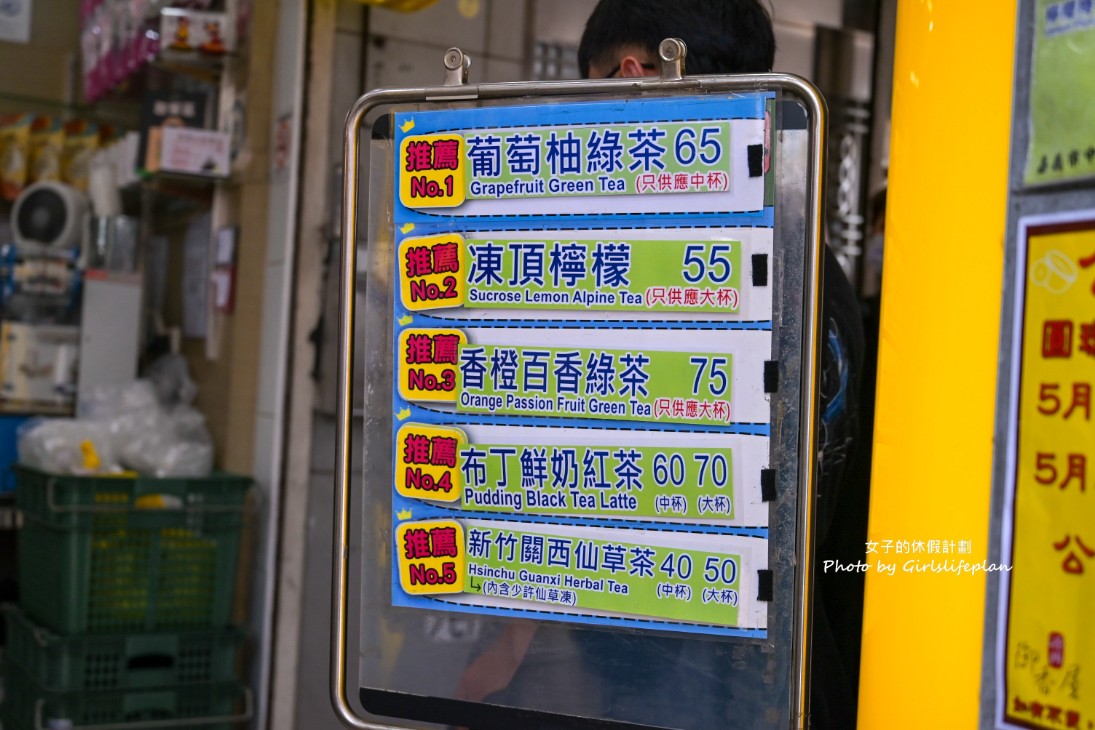 推薦 No.1
葡萄柚綠茶 65
Grapefruit Green Tea (只供應中杯)
推薦 No.2
凍頂檸檬 55
Sucrose Lemon Alpine Tea (只供應大杯)
推薦 No.3
香橙百香綠茶 75
Orange Passion Fruit Green Tea (只供應大杯)
推薦 No.4
布丁鮮奶紅茶 60 70
Pudding Black Tea Latte (中杯) (大杯)
推薦 No.5
新竹關西仙草茶 40 50
Hsinchu Guanxi Herbal Tea (中杯) (大杯)
(內含少許仙草凍)
女子的休假計劃
Photo by Girlslifeplan
5月
5月
公